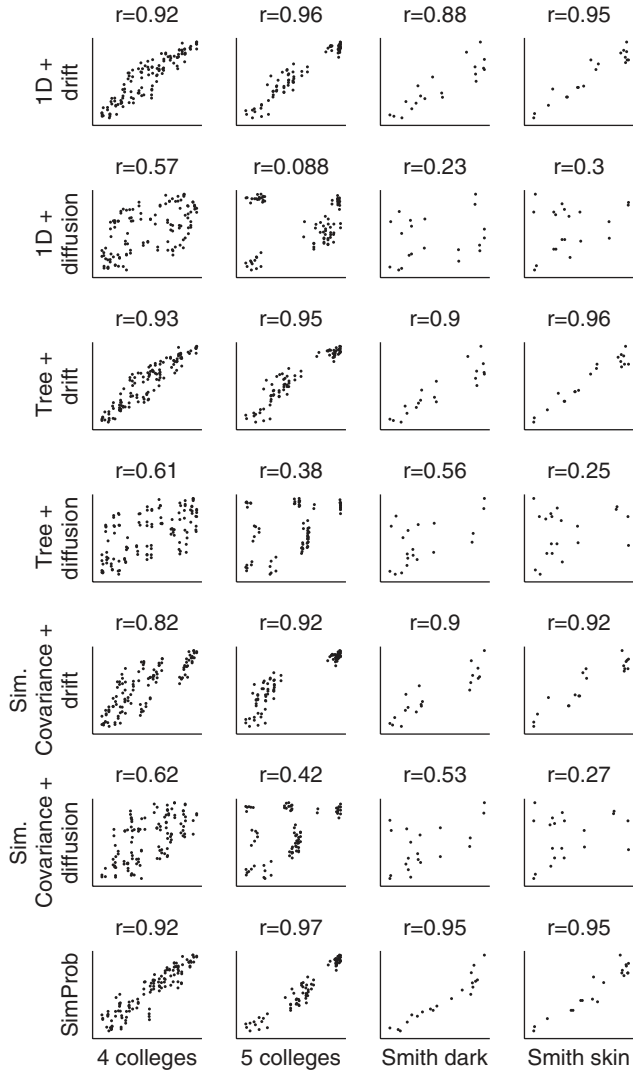 r=0.92 r=0.96 r=0.88 r=0.95
1D +
drift
r=0.57 r=0.088 r=0.23 r=0.3
1D +
diffusion
r=0.93 r=0.95 r=0.9 r=0.96
Tree +
drift
r=0.61 r=0.38 r=0.56 r=0.25
Tree +
diffusion
r=0.82 r=0.92 r=0.9 r=0.92
Sim.
Covariance +
drift
r=0.62 r=0.42 r=0.53 r=0.27
Sim.
Covariance +
diffusion
r=0.92 r=0.97 r=0.95 r=0.95
SimProb
4 colleges 5 colleges Smith dark Smith skin